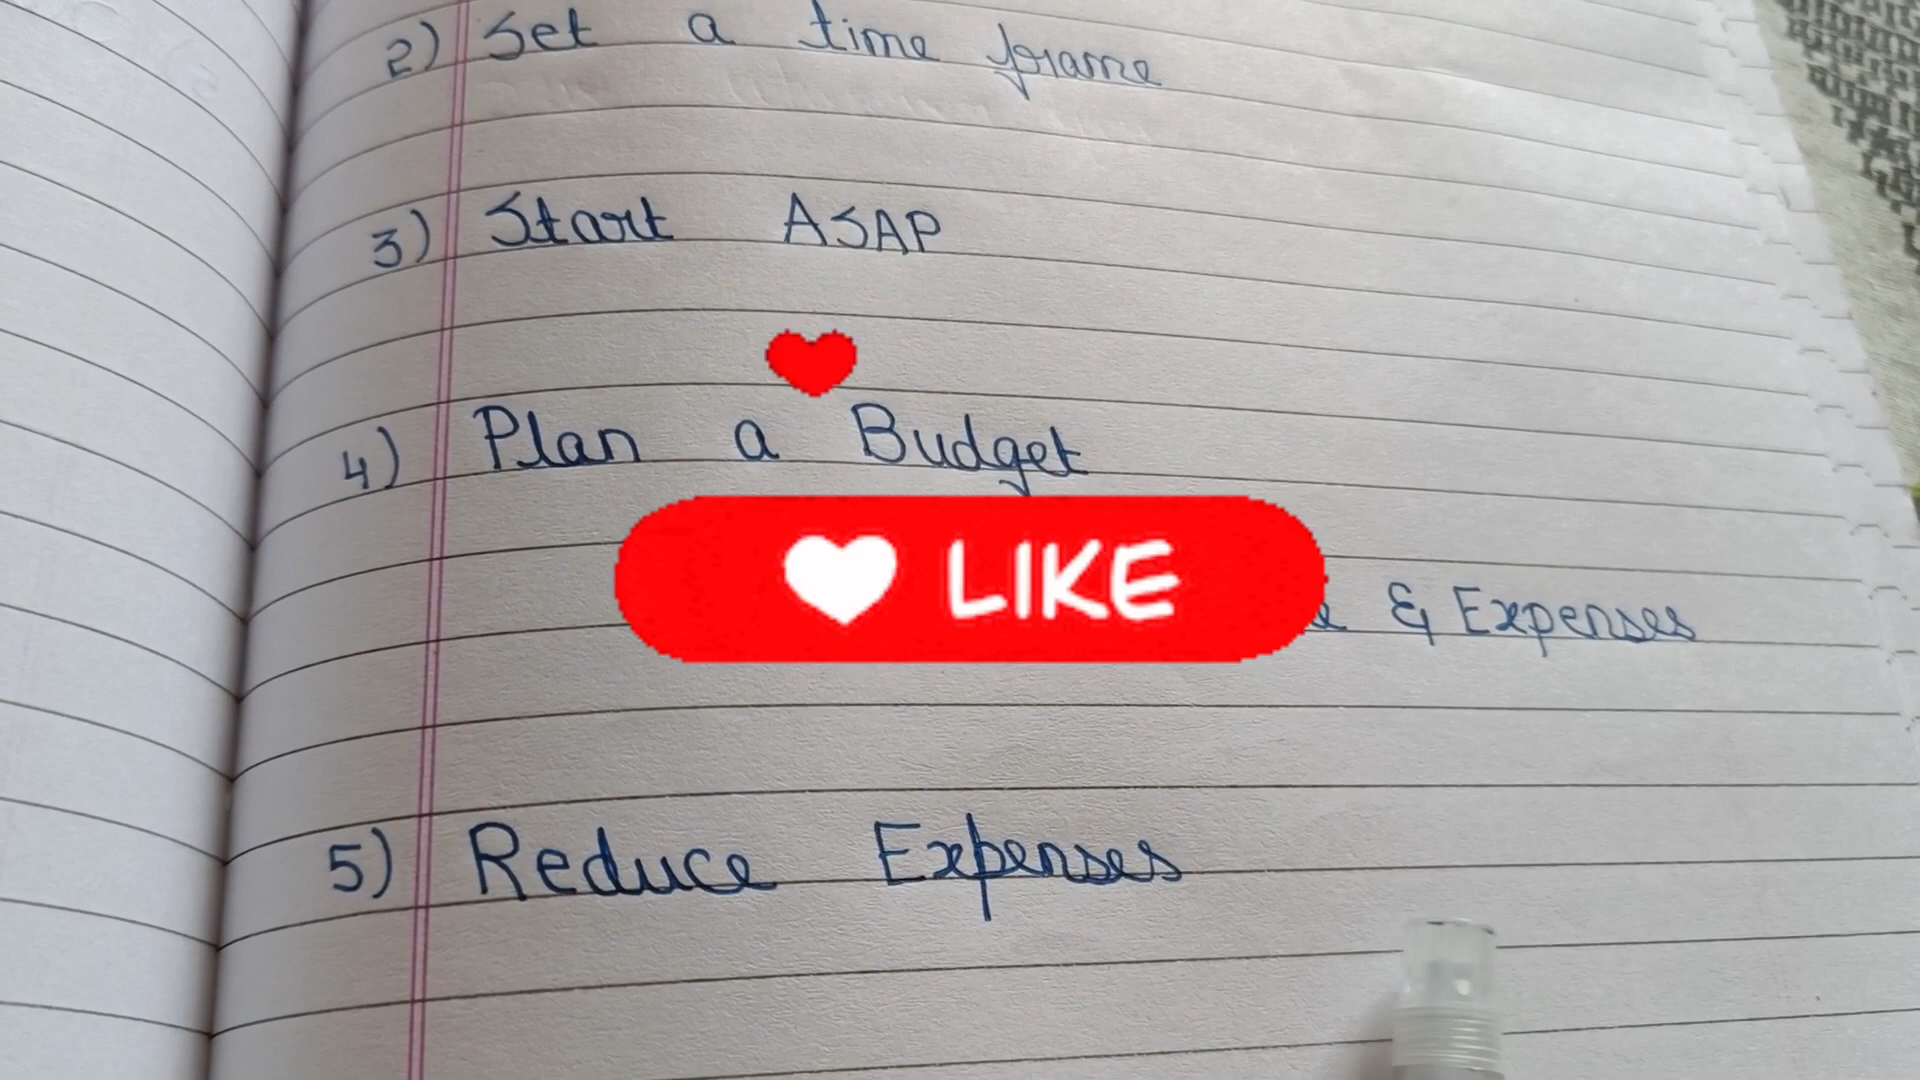 2) Set a time frame
3) Start ASAP
4) Plan a Budget
LIKE
& Expenses
5) Reduce Expenses